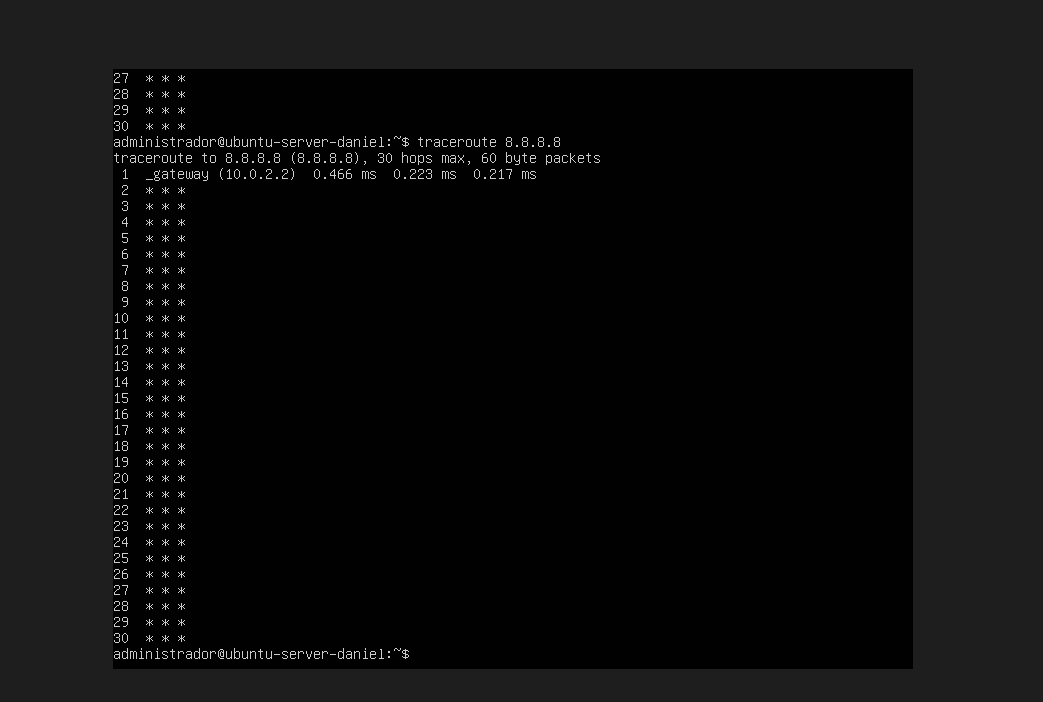 27  * * *
28  * * *
29  * * *
30  * * *
administrador@ubuntu-server-daniel:~$ traceroute 8.8.8.8
traceroute to 8.8.8.8 (8.8.8.8), 30 hops max, 60 byte packets
 1  _gateway (10.0.2.2)  0.466 ms  0.223 ms  0.217 ms
 2  * * *
 3  * * *
 4  * * *
 5  * * *
 6  * * *
 7  * * *
 8  * * *
 9  * * *
10  * * *
11  * * *
12  * * *
13  * * *
14  * * *
15  * * *
16  * * *
17  * * *
18  * * *
19  * * *
20  * * *
21  * * *
22  * * *
23  * * *
24  * * *
25  * * *
26  * * *
27  * * *
28  * * *
29  * * *
30  * * *
administrador@ubuntu-server-daniel:~$